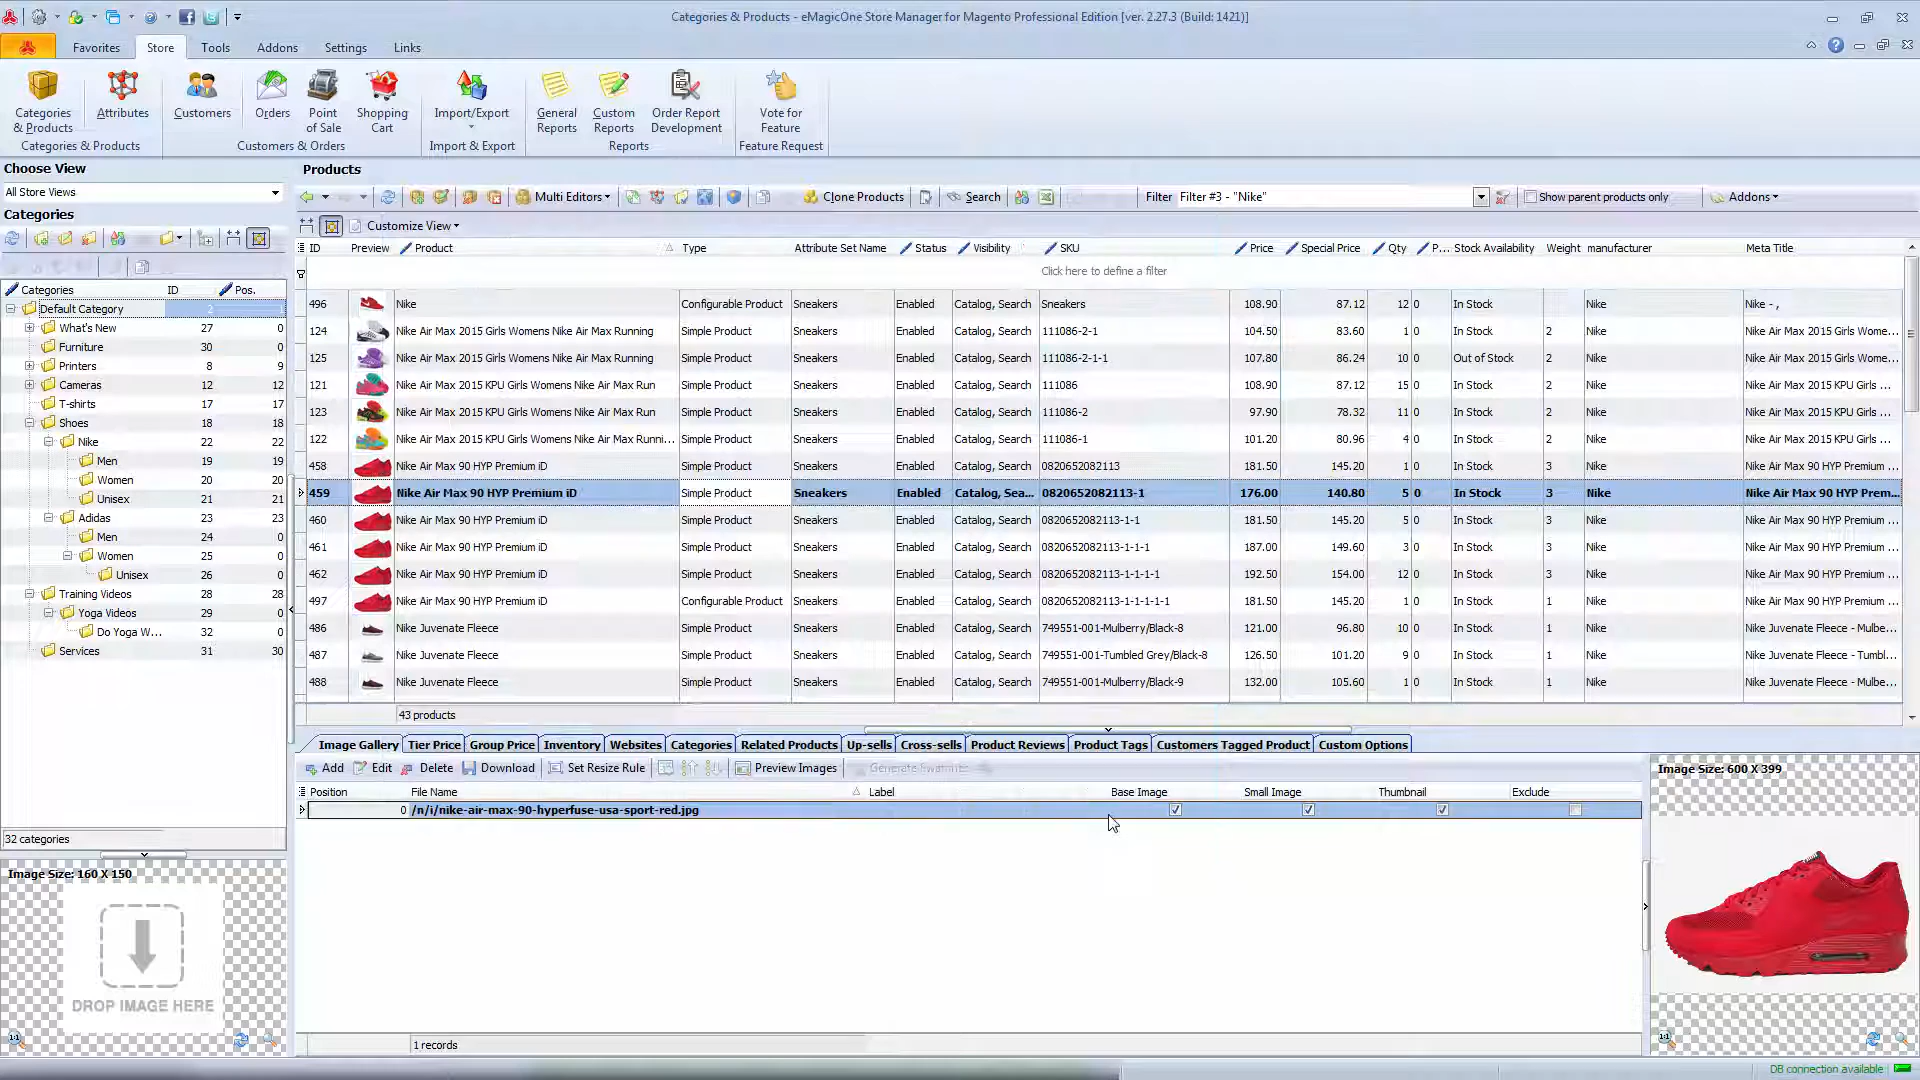 Categories & Products - eMagicOne Store Manager for Magento Professional Edition [ver. 2.27.3 (Build: 1421)]
Favorites Store Tools Addons Settings Links
Categories & Products Attributes Customers Orders Point of Sale Shopping Cart Import/Export General Reports Custom Reports Order Report Development Vote for Feature
Categories & Products Customers & Orders Import & Export Reports Feature Request
Choose View
All Store Views
Categories
Categories ID Pos.
Default Category 2
What's New 27 0
Furniture 30 0
Printers 8 9
Cameras 12 12
T-shirts 17 17
Shoes 18 18
Nike 22 22
Men 19 19
Women 20 20
Unisex 21 21
Adidas 23 23
Men 24 0
Women 25 0
Unisex 26 0
Training Videos 28 28
Yoga Videos 29 0
Do Yoga W... 32 0
Services 31 30
32 categories
Image Size: 160 X 150
DROP IMAGE HERE
1:1
Products
Multi Editors Clone Products Search Filter Filter #3 - "Nike" Show parent products only Addons
Customize View
ID Preview Product Type Attribute Set Name Status Visibility SKU Price Special Price Qty P... Stock Availability Weight manufacturer Meta Title
Click here to define a filter
496 Nike Configurable Product Sneakers Enabled Catalog, Search Sneakers 108.90 87.12 12 0 In Stock Nike Nike - ,
124 Nike Air Max 2015 Girls Womens Nike Air Max Running Simple Product Sneakers Enabled Catalog, Search 111086-2-1 104.50 83.60 1 0 In Stock 2 Nike Nike Air Max 2015 Girls Wome...
125 Nike Air Max 2015 Girls Womens Nike Air Max Running Simple Product Sneakers Enabled Catalog, Search 111086-2-1-1 107.80 86.24 10 0 Out of Stock 2 Nike Nike Air Max 2015 Girls Wome...
121 Nike Air Max 2015 KPU Girls Womens Nike Air Max Run Simple Product Sneakers Enabled Catalog, Search 111086 108.90 87.12 15 0 In Stock 2 Nike Nike Air Max 2015 KPU Girls ...
123 Nike Air Max 2015 KPU Girls Womens Nike Air Max Run Simple Product Sneakers Enabled Catalog, Search 111086-2 97.90 78.32 11 0 In Stock 2 Nike Nike Air Max 2015 KPU Girls ...
122 Nike Air Max 2015 KPU Girls Womens Nike Air Max Runni... Simple Product Sneakers Enabled Catalog, Search 111086-1 101.20 80.96 4 0 In Stock 2 Nike Nike Air Max 2015 KPU Girls ...
458 Nike Air Max 90 HYP Premium iD Simple Product Sneakers Enabled Catalog, Search 0820652082113 181.50 145.20 1 0 In Stock 3 Nike Nike Air Max 90 HYP Premium ...
459 Nike Air Max 90 HYP Premium iD Simple Product Sneakers Enabled Catalog, Sea... 0820652082113-1 176.00 140.80 5 0 In Stock 3 Nike Nike Air Max 90 HYP Prem...
460 Nike Air Max 90 HYP Premium iD Simple Product Sneakers Enabled Catalog, Search 0820652082113-1-1 181.50 145.20 5 0 In Stock 3 Nike Nike Air Max 90 HYP Premium ...
461 Nike Air Max 90 HYP Premium iD Simple Product Sneakers Enabled Catalog, Search 0820652082113-1-1-1 187.00 149.60 3 0 In Stock 3 Nike Nike Air Max 90 HYP Premium ...
462 Nike Air Max 90 HYP Premium iD Simple Product Sneakers Enabled Catalog, Search 0820652082113-1-1-1-1 192.50 154.00 12 0 In Stock 3 Nike Nike Air Max 90 HYP Premium ...
497 Nike Air Max 90 HYP Premium iD Configurable Product Sneakers Enabled Catalog, Search 0820652082113-1-1-1-1-1 181.50 145.20 1 0 In Stock 1 Nike Nike Air Max 90 HYP Premium ...
486 Nike Juvenate Fleece Simple Product Sneakers Enabled Catalog, Search 749551-001-Mulberry/Black-8 121.00 96.80 10 0 In Stock 1 Nike Nike Juvenate Fleece - Mulbe...
487 Nike Juvenate Fleece Simple Product Sneakers Enabled Catalog, Search 749551-001-Tumbled Grey/Black-8 126.50 101.20 9 0 In Stock 1 Nike Nike Juvenate Fleece - Tumbl...
488 Nike Juvenate Fleece Simple Product Sneakers Enabled Catalog, Search 749551-001-Mulberry/Black-9 132.00 105.60 1 0 In Stock 1 Nike Nike Juvenate Fleece - Mulbe...
43 products
Image Gallery Tier Price Group Price Inventory Websites Categories Related Products Up-sells Cross-sells Product Reviews Product Tags Customers Tagged Product Custom Options
Add Edit Delete Download Set Resize Rule Preview Images Generate Swatches
Position File Name Label Base Image Small Image Thumbnail Exclude
0 /n/i/nike-air-max-90-hyperfuse-usa-sport-red.jpg
1 records
Image Size: 600 X 399
1:1
DB connection available